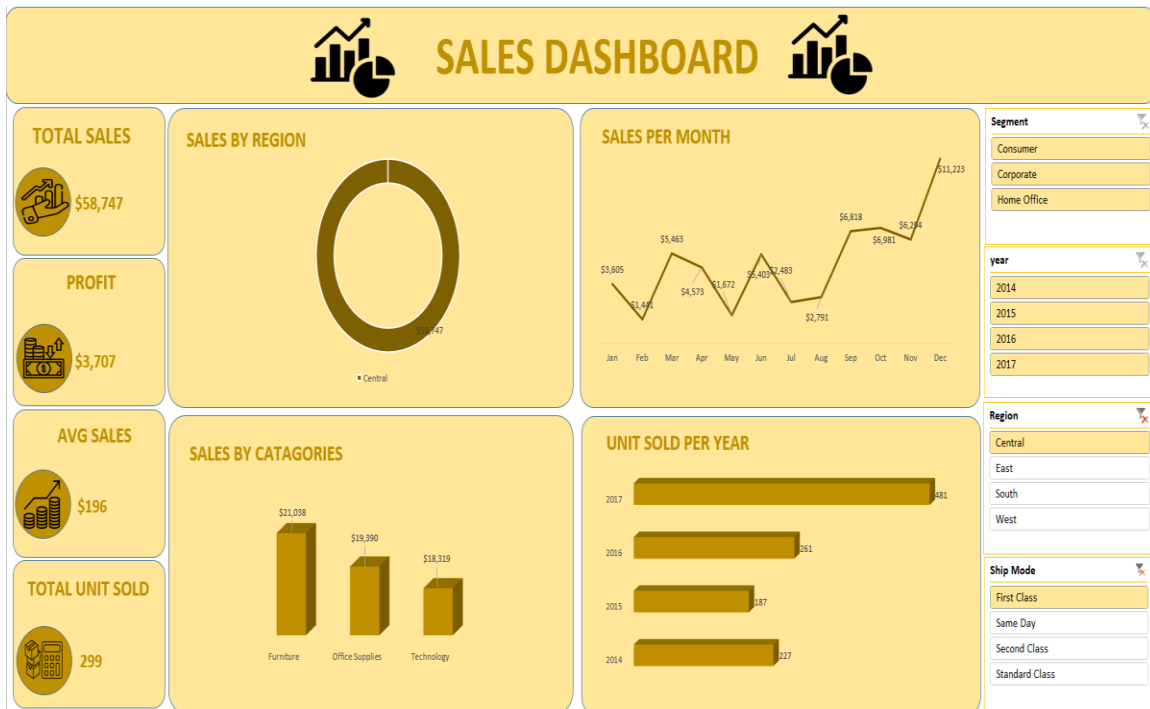 SALES DASHBOARD
TOTAL SALES
$58,747
PROFIT
$3,707
AVG SALES
$196
TOTAL UNIT SOLD
299
SALES BY REGION
$58,747
Central
SALES PER MONTH
$3,605
$1,441
$5,463
$4,573
$1,672
$5,403
$2,483
$2,791
$6,818
$6,981
$6,294
$11,223
Jan Feb Mar Apr May Jun Jul Aug Sep Oct Nov Dec
SALES BY CATAGORIES
$21,038
$19,390
$18,319
Furniture Office Supplies Technology
UNIT SOLD PER YEAR
2017 481
2016 261
2015 187
2014 227
Segment
Consumer
Corporate
Home Office
year
2014
2015
2016
2017
Region
Central
East
South
West
Ship Mode
First Class
Same Day
Second Class
Standard Class